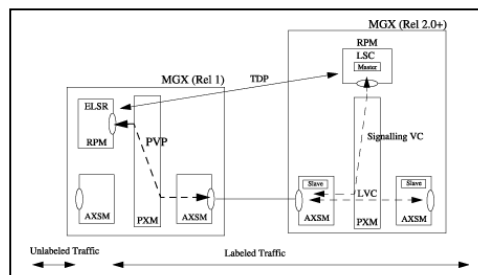 MGX (Rel 2.0+)
RPM
LSC
Master
MGX (Rel 1)
TDP
ELSR
RPM
PVP
Signalling VC
AXSM
PXM
AXSM
Slave
AXSM
LVC
PXM
Slave
AXSM
Unlabeled Traffic
Labeled Traffic